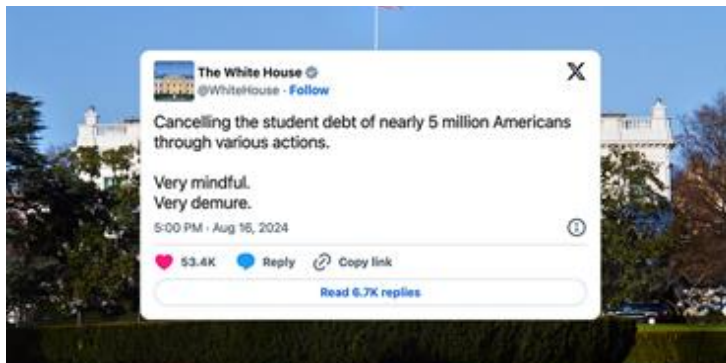 The White House
@WhiteHouse · Follow
X
Cancelling the student debt of nearly 5 million Americans
through various actions.
Very mindful.
Very demure.
5:00 PM · Aug 16, 2024
53.4K Reply Copy link
Read 6.7K replies